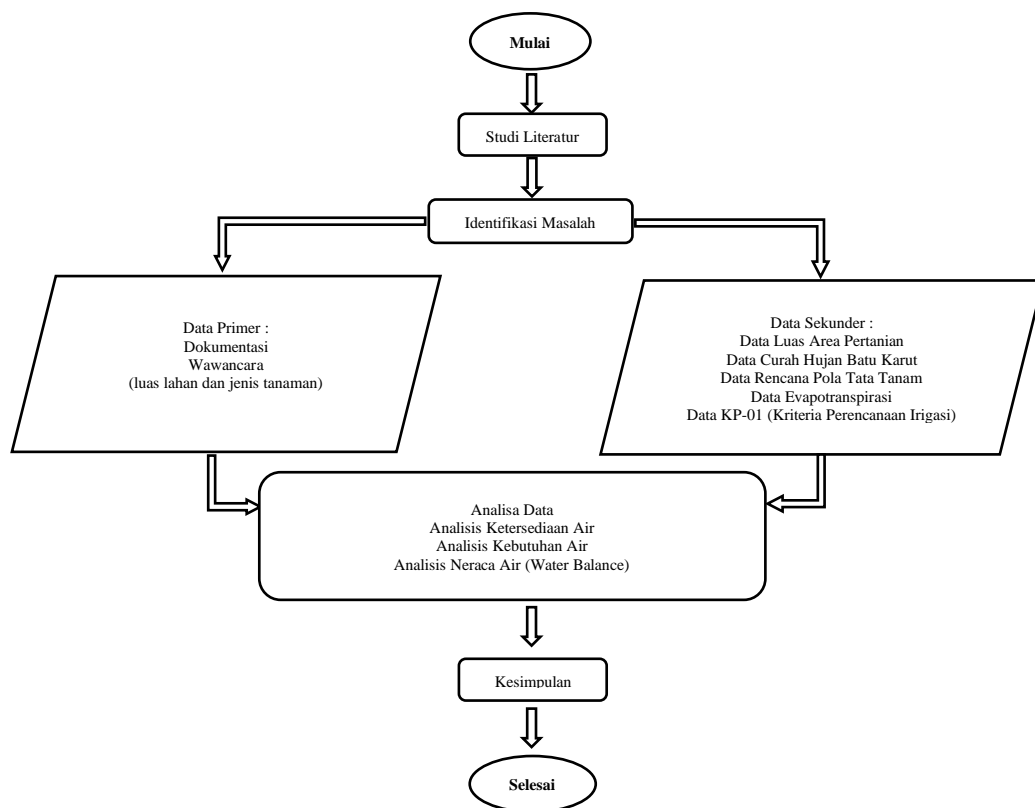 Mulai
Studi Literatur
Identifikasi Masalah
Data Primer :
Dokumentasi
Wawancara
(luas lahan dan jenis tanaman)
Data Sekunder :
Data Luas Area Pertanian
Data Curah Hujan Batu Karut
Data Rencana Pola Tata Tanam
Data Evapotranspirasi
Data KP-01 (Kriteria Perencanaan Irigasi)
Analisa Data
Analisis Ketersediaan Air
Analisis Kebutuhan Air
Analisis Neraca Air (Water Balance)
Kesimpulan
Selesai